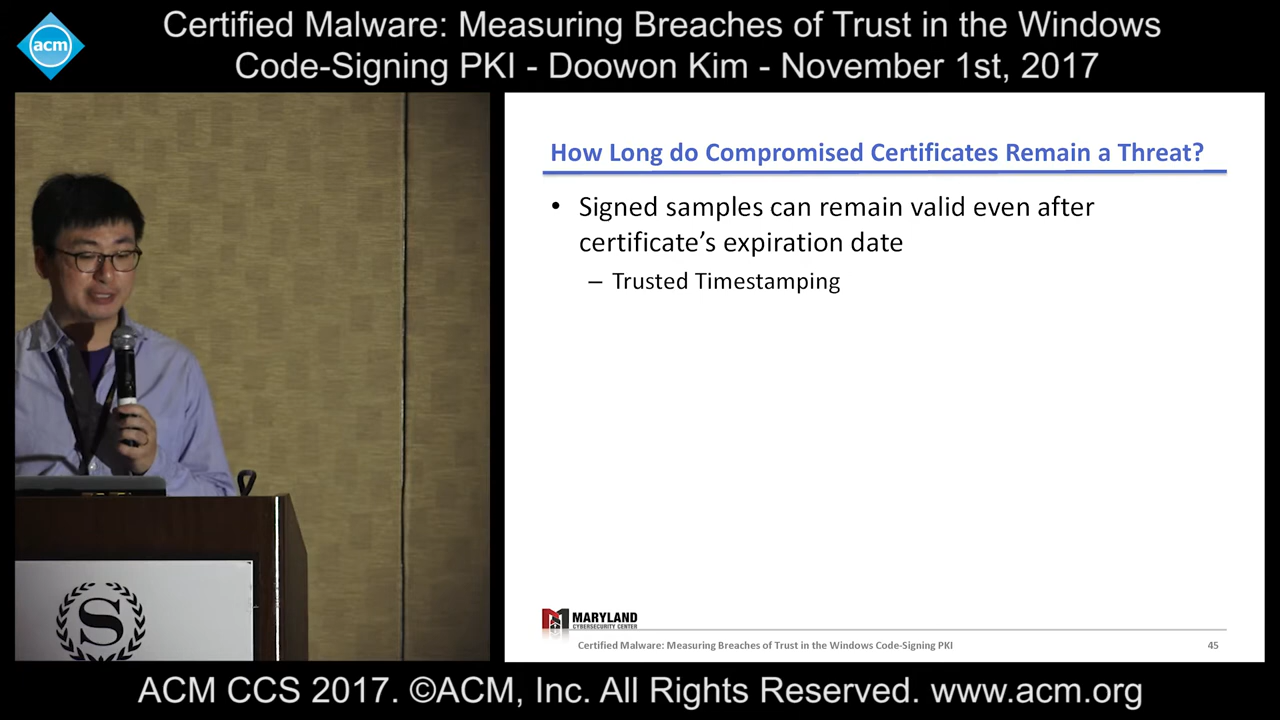 Certified Malware: Measuring Breaches of Trust in the Windows
Code-Signing PKI - Doowon Kim - November 1st, 2017
acm
How Long do Compromised Certificates Remain a Threat?
• Signed samples can remain valid even after
certificate’s expiration date
– Trusted Timestamping
S
MARYLAND
CYBERSECURITY CENTER
Certified Malware: Measuring Breaches of Trust in the Windows Code-Signing PKI
45
ACM CCS 2017. ©ACM, Inc. All Rights Reserved. www.acm.org